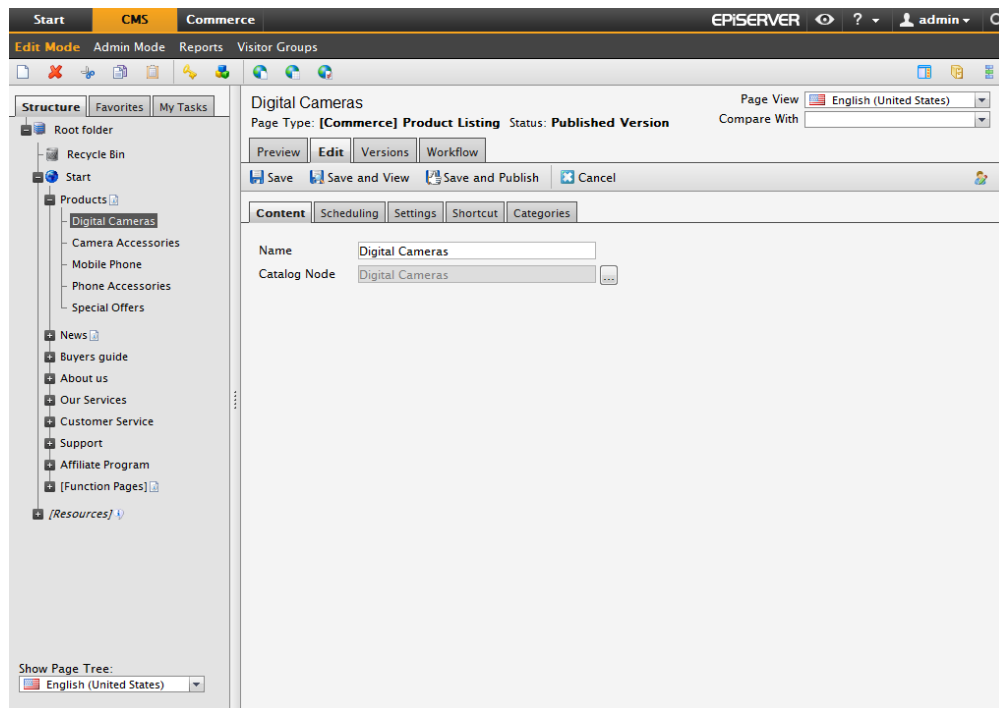 Start CMS Commerce EPiSERVER ? admin
Edit Mode Admin Mode Reports Visitor Groups
Structure Favorites My Tasks
Root folder
Recycle Bin
Start
Products
Digital Cameras
Camera Accessories
Mobile Phone
Phone Accessories
Special Offers
News
Buyers guide
About us
Our Services
Customer Service
Support
Affiliate Program
[Function Pages]
[Resources]
Show Page Tree:
English (United States)
Digital Cameras
Page View English (United States)
Page Type: [Commerce] Product Listing Status: Published Version
Compare With
Preview Edit Versions Workflow
Save Save and View Save and Publish Cancel
Content Scheduling Settings Shortcut Categories
Name Digital Cameras
Catalog Node Digital Cameras ...